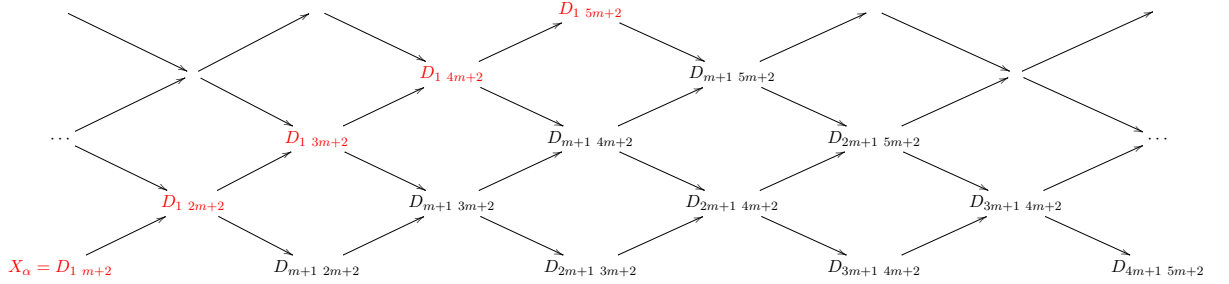 D_{1 5m+2}
D_{1 4m+2} D_{m+1 5m+2}
... D_{1 3m+2} D_{m+1 4m+2} D_{2m+1 5m+2} ...
D_{1 2m+2} D_{m+1 3m+2} D_{2m+1 4m+2} D_{3m+1 4m+2}
X_α = D_{1 m+2} D_{m+1 2m+2} D_{2m+1 3m+2} D_{3m+1 4m+2} D_{4m+1 5m+2}